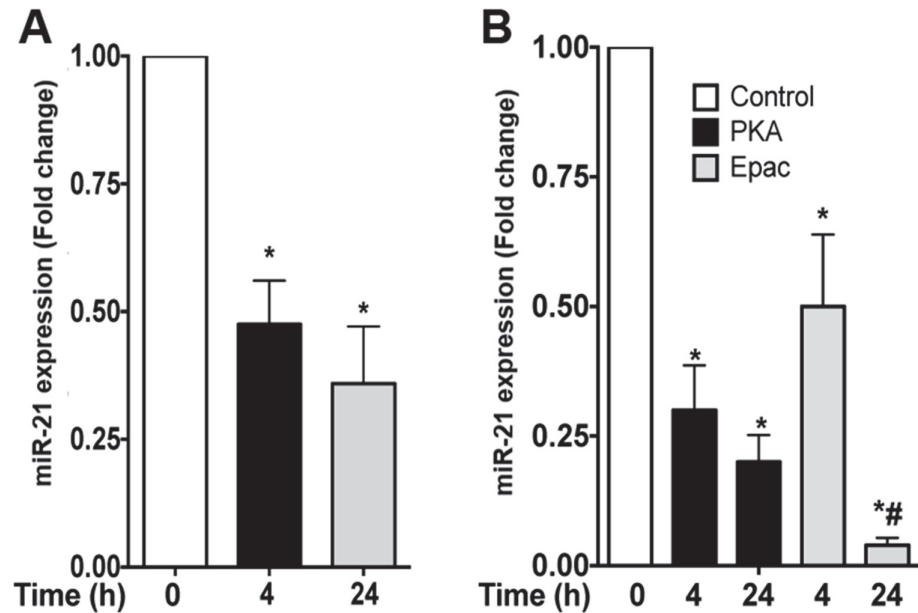 A
miR-21 expression (Fold change)
1.00
0.75
0.50
0.25
0.00
*
*
Time (h) 0 4 24
B
miR-21 expression (Fold change)
1.00
0.75
0.50
0.25
0.00
Control
PKA
Epac
*
*
*
*#
Time (h) 0 4 24 4 24